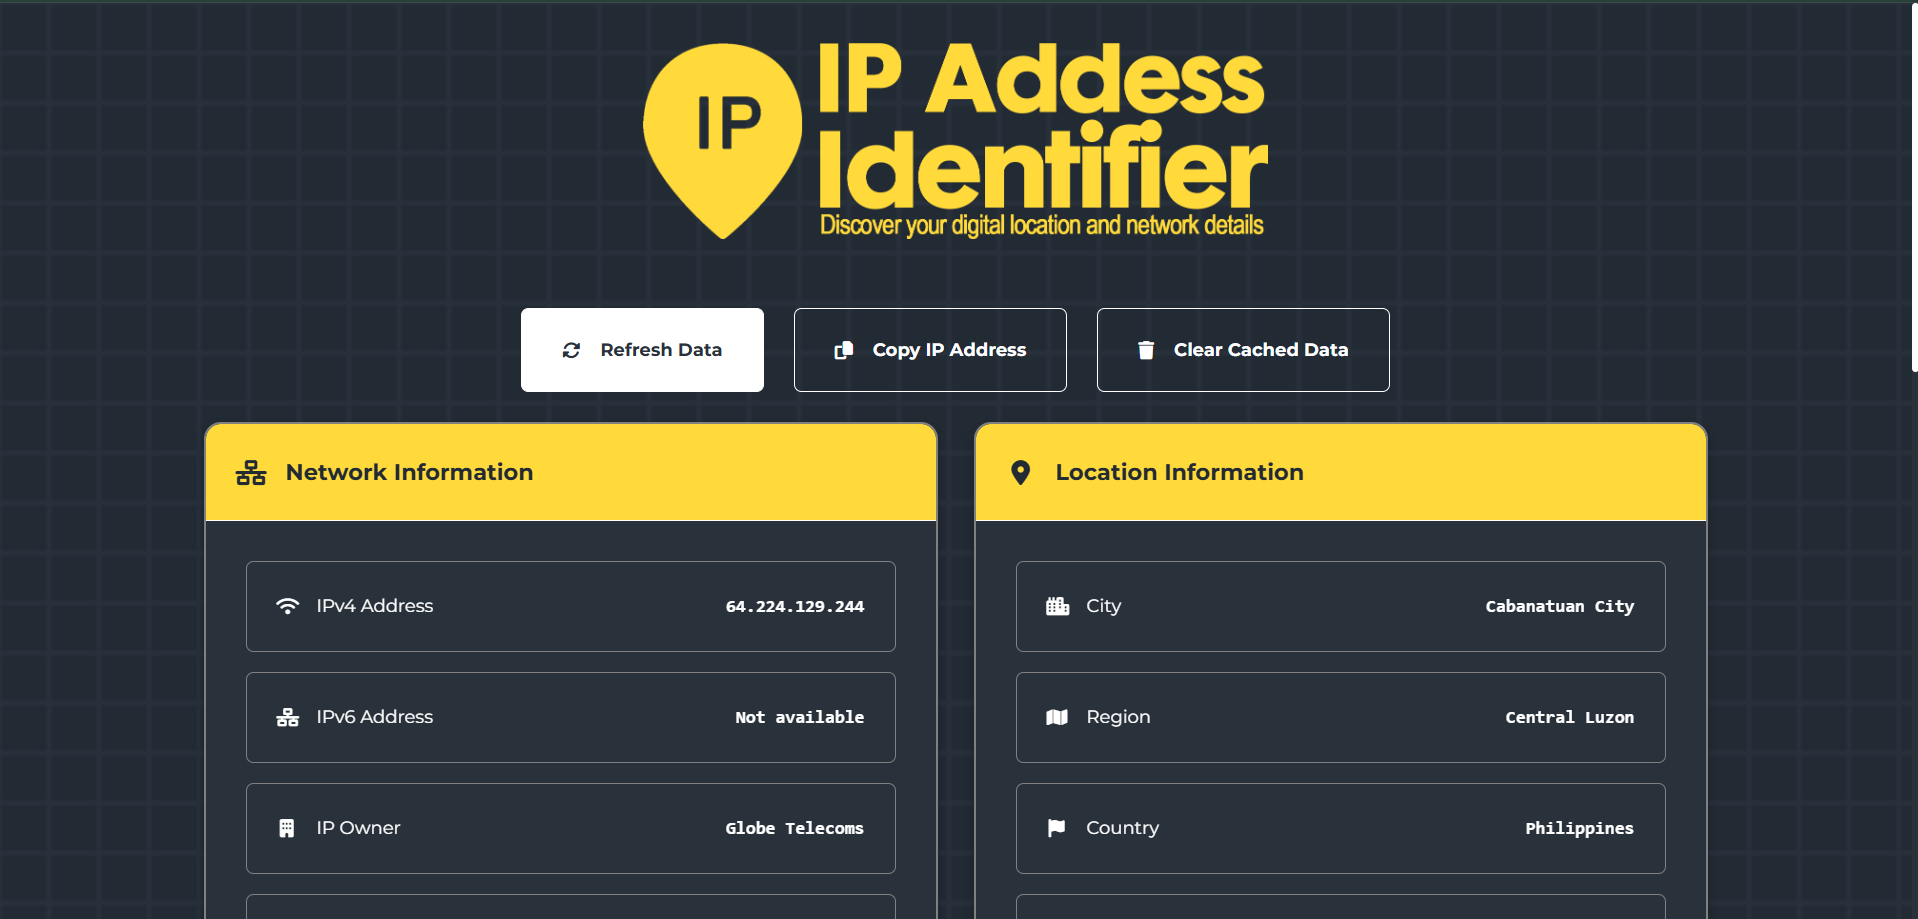 IP
IP Addess
Identifier
Discover your digital location and network details
Refresh Data
Copy IP Address
Clear Cached Data
Network Information
IPv4 Address
64.224.129.244
IPv6 Address
Not available
IP Owner
Globe Telecoms
Location Information
City
Cabanatuan City
Region
Central Luzon
Country
Philippines